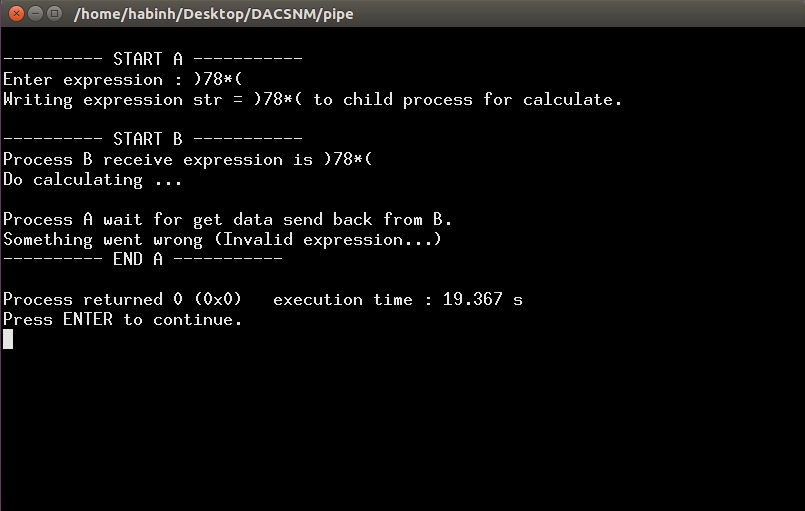 /home/habinh/Desktop/DACSNM/pipe
---------- START A -----------
Enter expression : )78*(
Writing expression str = )78*( to child process for calculate.
---------- START B -----------
Process B receive expression is )78*(
Do calculating ...
Process A wait for get data send back from B.
Something went wrong (Invalid expression...)
---------- END A -----------
Process returned 0 (0x0)   execution time : 19.367 s
Press ENTER to continue.